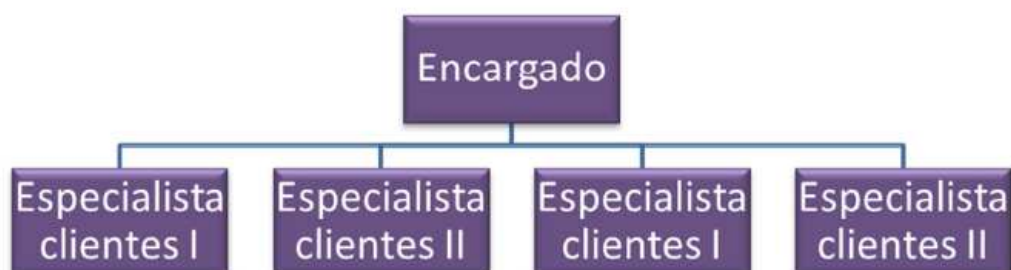 Encargado
Especialista
clientes I
Especialista
clientes II
Especialista
clientes I
Especialista
clientes II